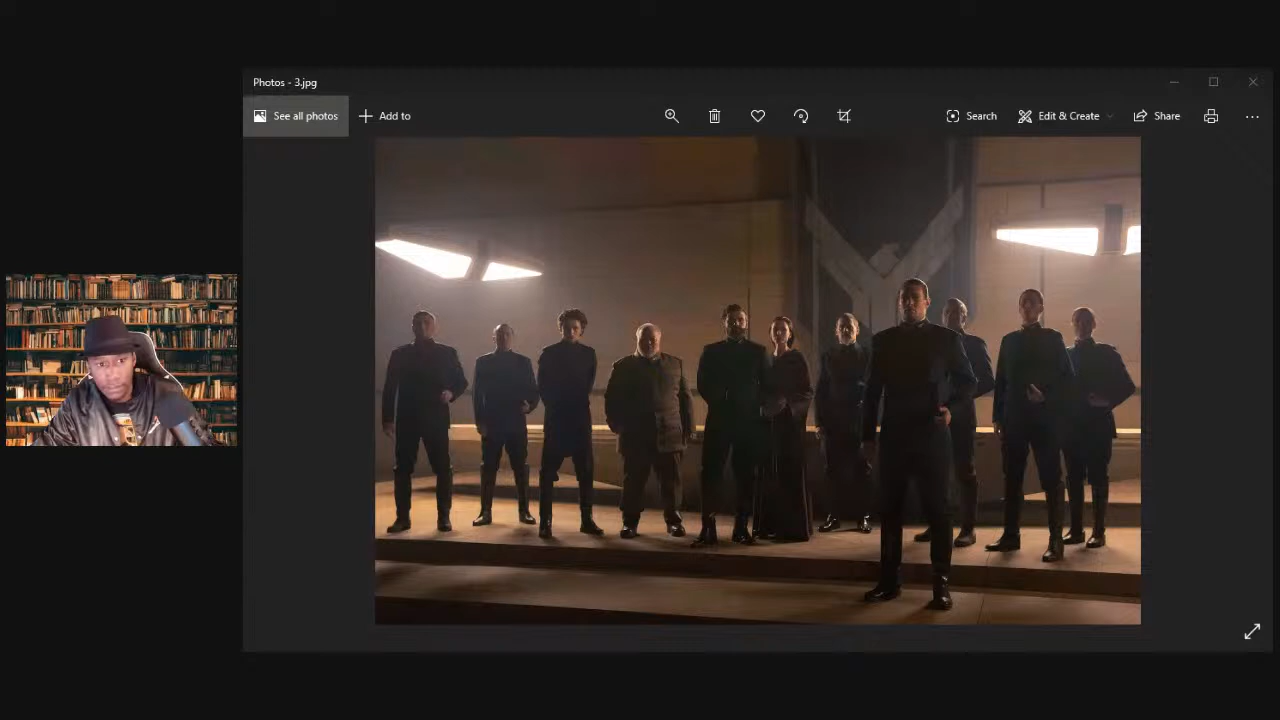 Photos - 3.jpg
See all photos
Add to
Search
Edit & Create
Share